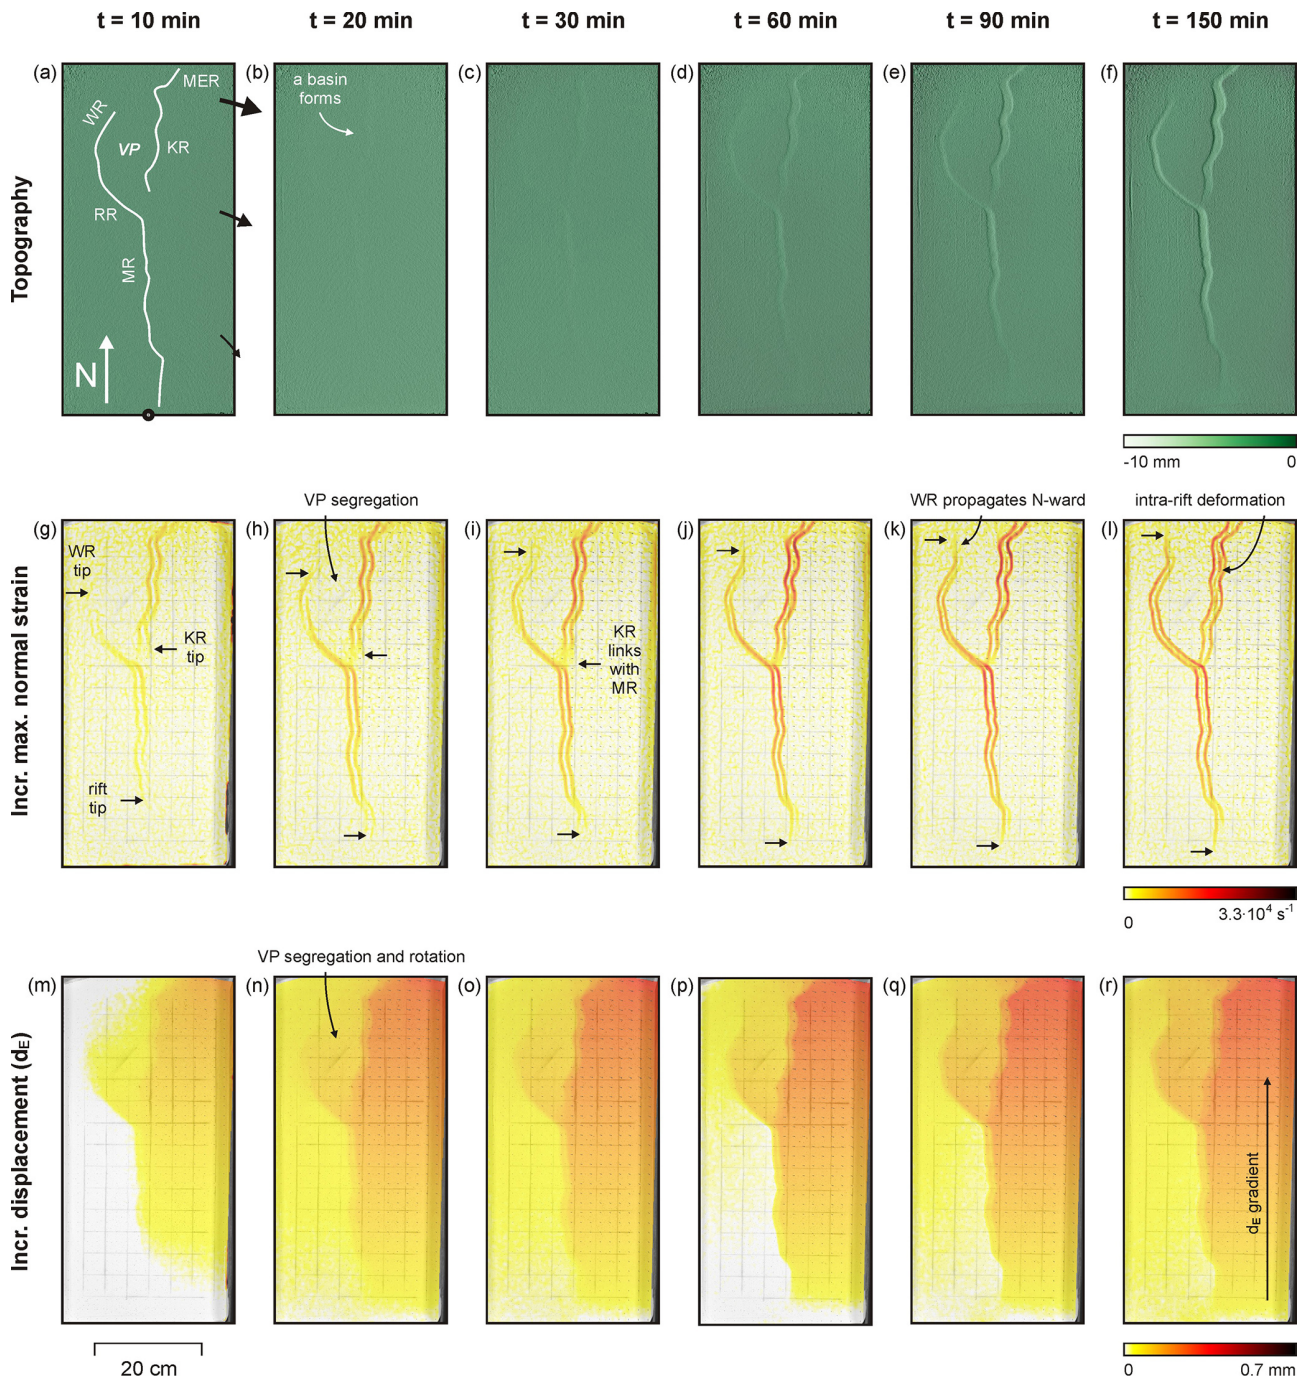 t = 10 min
t = 20 min
t = 30 min
t = 60 min
t = 90 min
t = 150 min
Topography
(a)
MER
WR
VP
KR
RR
MR
N
(b)
a basin
forms
(c)
(d)
(e)
(f)
-10 mm
0
Incr. max. normal strain
(g)
WR
tip
KR
tip
rift
tip
(h)
VP segregation
(i)
KR
links
with
MR
(j)
(k)
WR propagates N-ward
(l)
intra-rift deformation
0
3.3·10⁴ s⁻¹
Incr. displacement (dE)
(m)
(n)
VP segregation and rotation
(o)
(p)
(q)
(r)
dE gradient
20 cm
0
0.7 mm